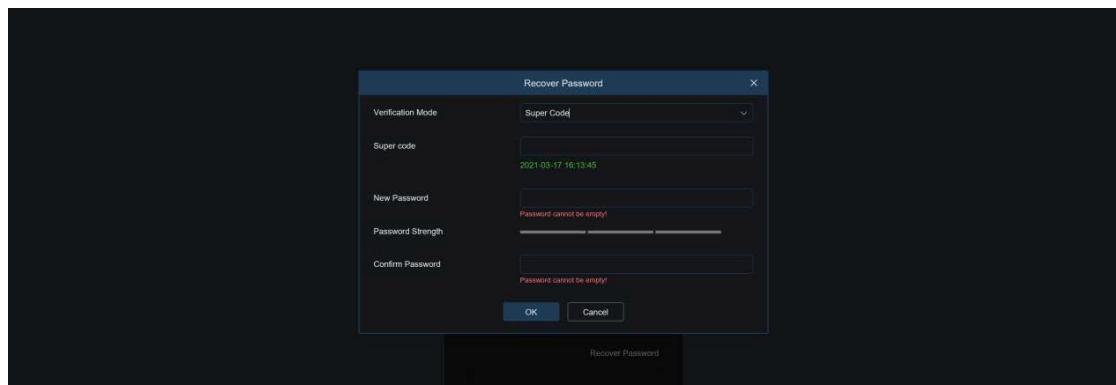 Recover Password
Verification Mode Super Code
Super code
2021-03-17 16:13:45
New Password
Password cannot be empty!
Password Strength
Confirm Password
Password cannot be empty!
OK Cancel
Recover Password